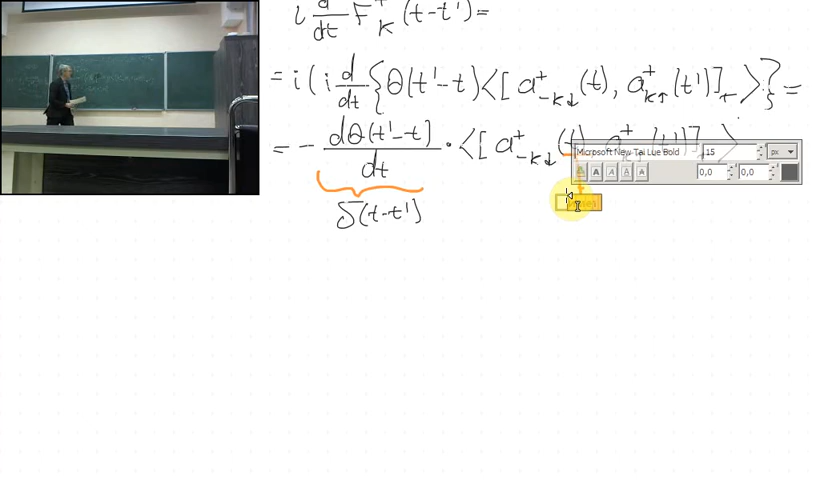 i d/dt F⁺_K (t-t') =
= i ( i d/dt { θ(t'-t) < [ a⁺_{-k↓}(t), a⁺_{k↑}(t') ]₊ > } =
= - dθ(t'-t)/dt · < [ a⁺_{-k↓}
Microsoft New Tai Lue Bold 15 px
A A A A 0,0 0,0
δ(t-t')